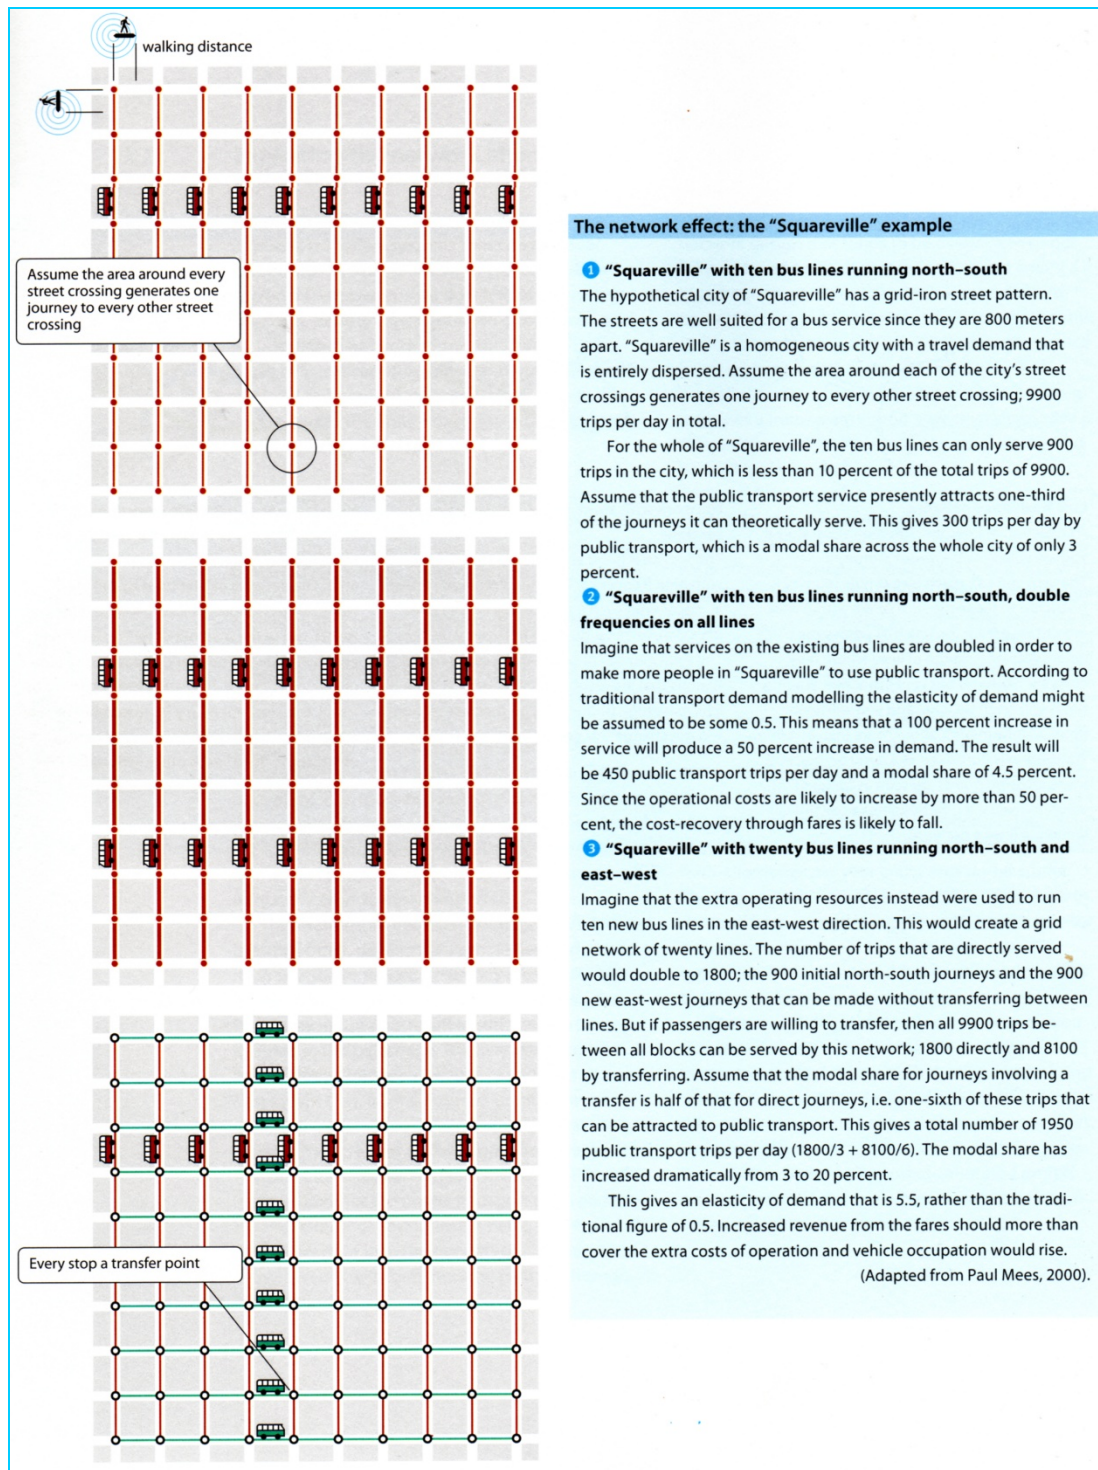 walking distance
Assume the area around every
street crossing generates one
journey to every other street
crossing
Every stop a transfer point
The network effect: the “Squareville” example
1 “Squareville” with ten bus lines running north–south
The hypothetical city of “Squareville” has a grid-iron street pattern.
The streets are well suited for a bus service since they are 800 meters
apart. “Squareville” is a homogeneous city with a travel demand that
is entirely dispersed. Assume the area around each of the city’s street
crossings generates one journey to every other street crossing; 9900
trips per day in total.
For the whole of “Squareville”, the ten bus lines can only serve 900
trips in the city, which is less than 10 percent of the total trips of 9900.
Assume that the public transport service presently attracts one-third
of the journeys it can theoretically serve. This gives 300 trips per day by
public transport, which is a modal share across the whole city of only 3
percent.
2 “Squareville” with ten bus lines running north–south, double
frequencies on all lines
Imagine that services on the existing bus lines are doubled in order to
make more people in “Squareville” to use public transport. According to
traditional transport demand modelling the elasticity of demand might
be assumed to be some 0.5. This means that a 100 percent increase in
service will produce a 50 percent increase in demand. The result will
be 450 public transport trips per day and a modal share of 4.5 percent.
Since the operational costs are likely to increase by more than 50 per-
cent, the cost-recovery through fares is likely to fall.
3 “Squareville” with twenty bus lines running north–south and
east–west
Imagine that the extra operating resources instead were used to run
ten new bus lines in the east-west direction. This would create a grid
network of twenty lines. The number of trips that are directly served
would double to 1800; the 900 initial north-south journeys and the 900
new east-west journeys that can be made without transferring between
lines. But if passengers are willing to transfer, then all 9900 trips be-
tween all blocks can be served by this network; 1800 directly and 8100
by transferring. Assume that the modal share for journeys involving a
transfer is half of that for direct journeys, i.e. one-sixth of these trips that
can be attracted to public transport. This gives a total number of 1950
public transport trips per day (1800/3 + 8100/6). The modal share has
increased dramatically from 3 to 20 percent.
This gives an elasticity of demand that is 5.5, rather than the tradi-
tional figure of 0.5. Increased revenue from the fares should more than
cover the extra costs of operation and vehicle occupation would rise.
(Adapted from Paul Mees, 2000).